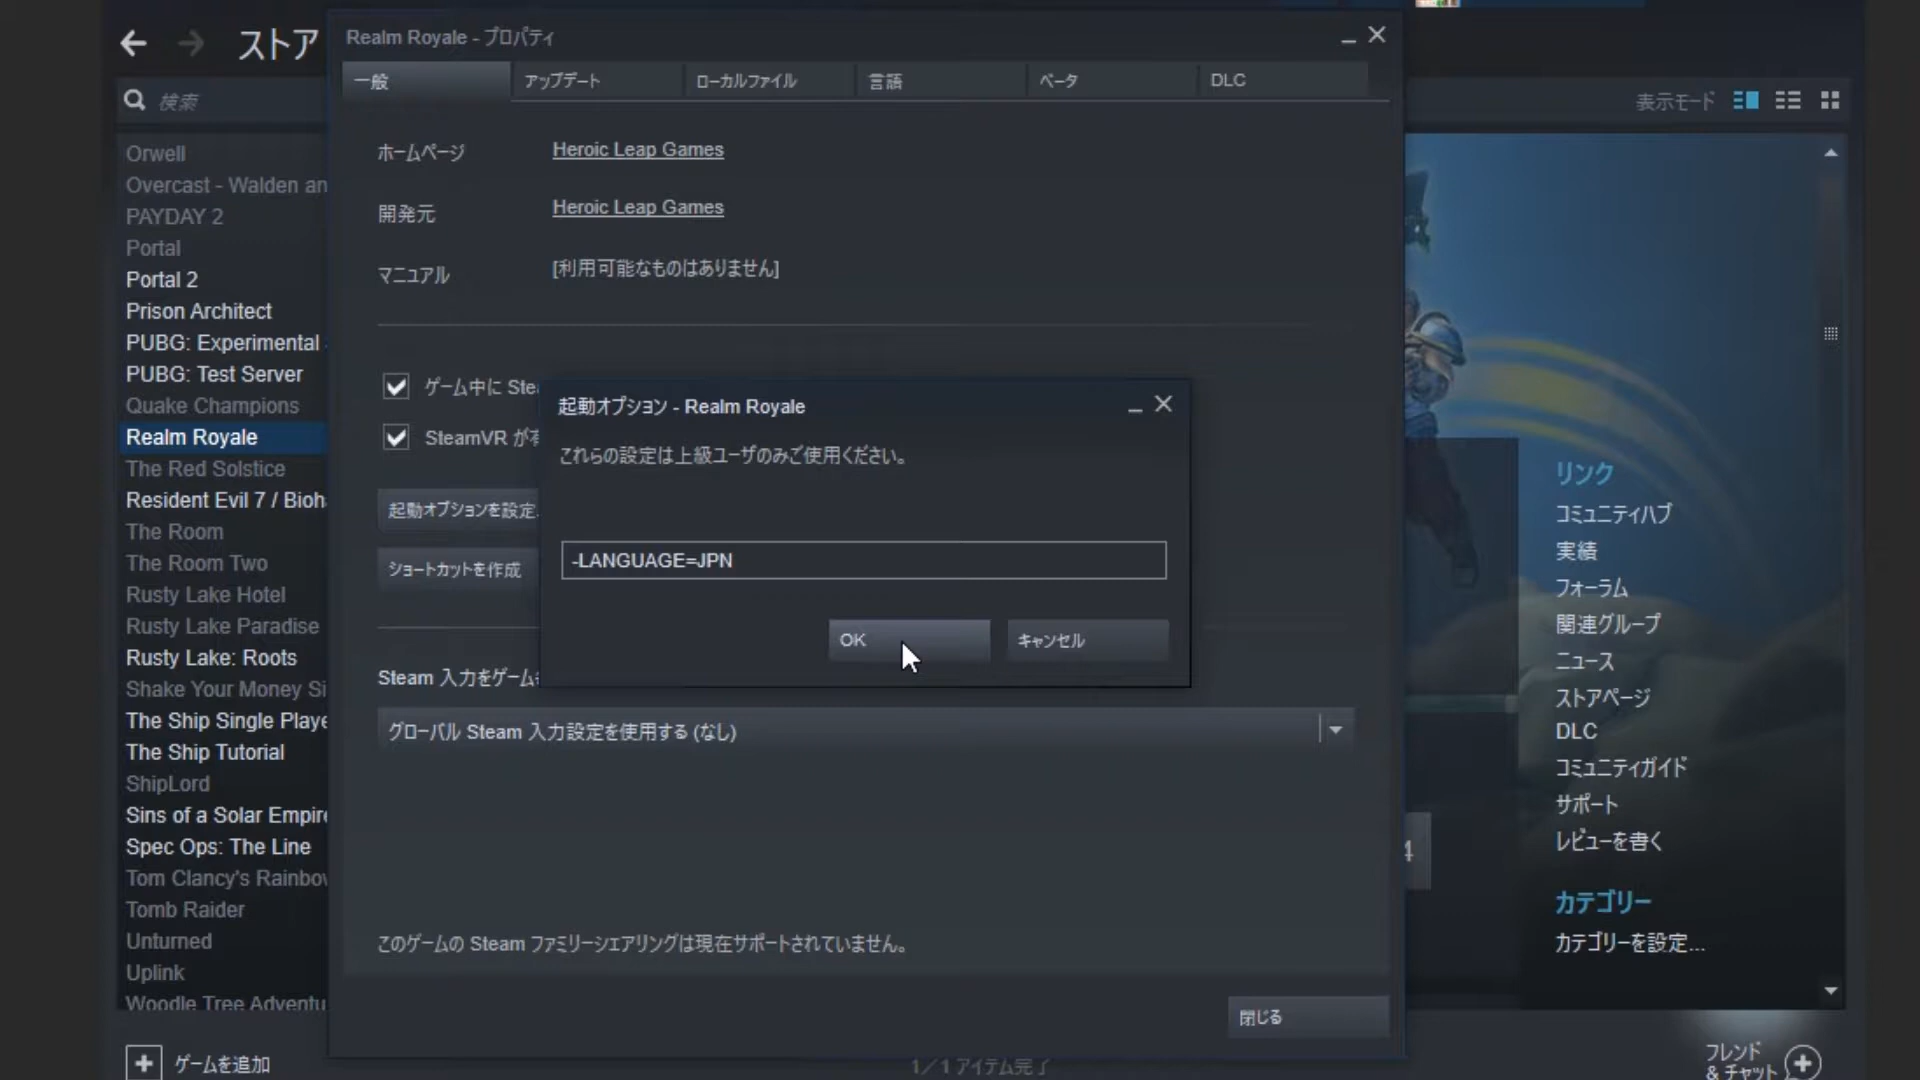 ストア
検索
Orwell
Overcast - Walden an
PAYDAY 2
Portal
Portal 2
Prison Architect
PUBG: Experimental
PUBG: Test Server
Quake Champions
Realm Royale
The Red Solstice
Resident Evil 7 / Bioh
The Room
The Room Two
Rusty Lake Hotel
Rusty Lake Paradise
Rusty Lake: Roots
Shake Your Money Si
The Ship Single Playe
The Ship Tutorial
ShipLord
Sins of a Solar Empire
Spec Ops: The Line
Tom Clancy's Rainbow
Tomb Raider
Unturned
Uplink
Woodle Tree Adventu
ゲームを追加
Realm Royale - プロパティ
一般 アップデート ローカルファイル 言語 ベータ DLC
ホームページ Heroic Leap Games
開発元 Heroic Leap Games
マニュアル [利用可能なものはありません]
ゲーム中に Stea
SteamVR が有
起動オプションを設定.
ショートカットを作成
起動オプション - Realm Royale
これらの設定は上級ユーザのみご使用ください。
-LANGUAGE=JPN
OK キャンセル
Steam 入力をゲーム
グローバル Steam 入力設定を使用する (なし)
このゲームの Steam ファミリーシェアリングは現在サポートされていません。
閉じる
1／1 アイテム完了
表示モード
リンク
コミュニティハブ
実績
フォーラム
関連グループ
ニュース
ストアページ
DLC
コミュニティガイド
サポート
レビューを書く
カテゴリー
カテゴリーを設定...
フレンド
& チャット